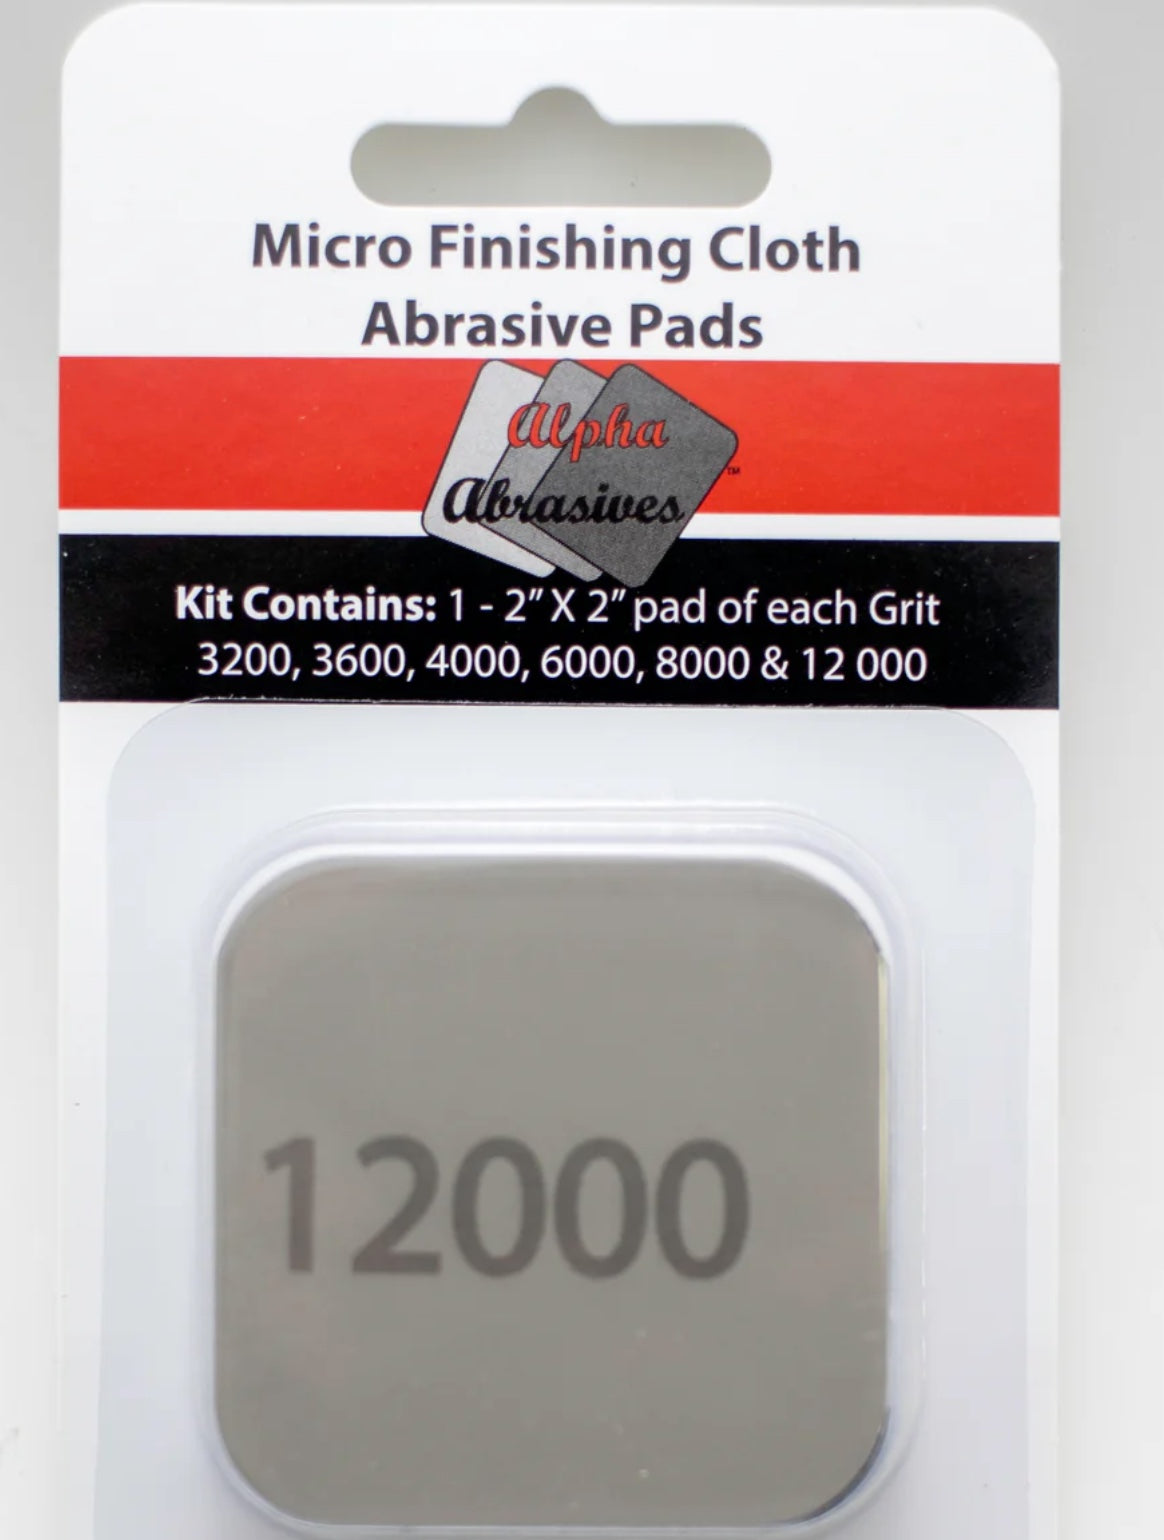 Micro Finishing Cloth
Abrasive Pads
Alpha
Abrasives
™
Kit Contains: 1 - 2" X 2" pad of each Grit
3200, 3600, 4000, 6000, 8000 & 12 000
12000